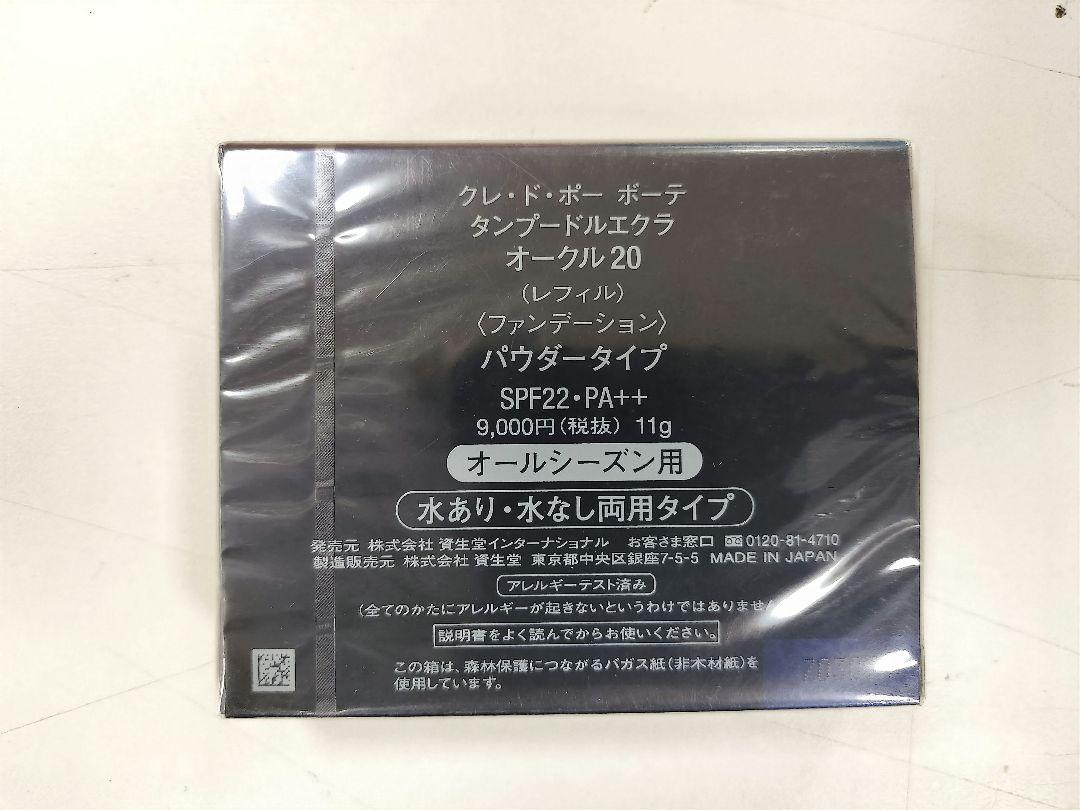 クレ・ド・ポー ボーテ
タンプードルエクラ
オークル20
（レフィル）
〈ファンデーション〉
パウダータイプ
SPF22・PA++
9,000円（税抜） 11g
オールシーズン用
水あり・水なし両用タイプ
発売元 株式会社 資生堂インターナショナル お客さま窓口 0120-81-4710
製造販売元 株式会社 資生堂 東京都中央区銀座7-5-5 MADE IN JAPAN
アレルギーテスト済み
（全てのかたにアレルギーが起きないというわけではありません
説明書をよく読んでからお使いください。
この箱は、森林保護につながるバガス紙（非木材紙）を
使用しています。